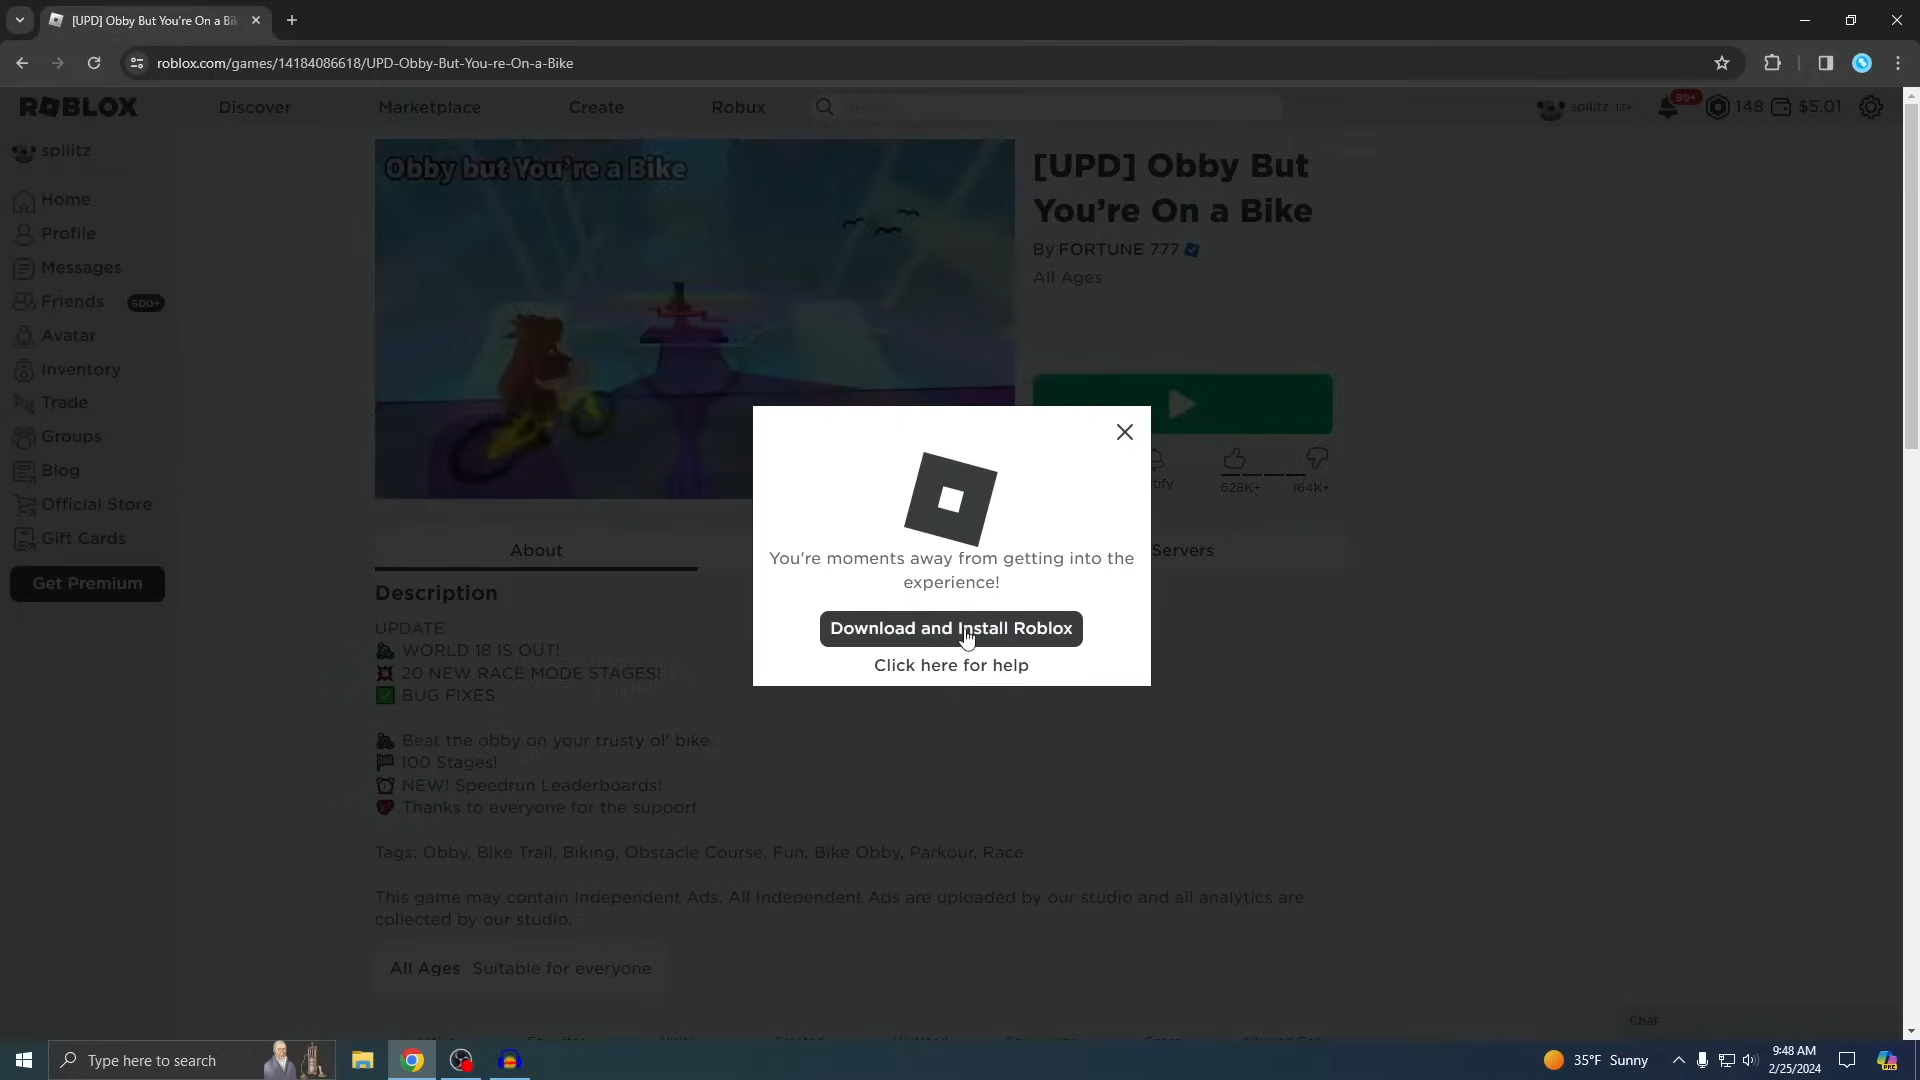 [UPD] Obby But You're On a Bik
roblox.com/games/14184086618/UPD-Obby-But-You-re-On-a-Bike
ROBLOX
Discover
Marketplace
Create
Robux
spliitz 13+
99+
148
$5.01
spliitz
Home
Profile
Messages
Friends
500+
Avatar
Inventory
Trade
Groups
Blog
Official Store
Gift Cards
Get Premium
Obby but You're a Bike
[UPD] Obby But
You're On a Bike
By FORTUNE 777
All Ages
628K+
164K+
You're moments away from getting into the
experience!
Download and Install Roblox
Click here for help
About
Servers
Description
UPDATE
WORLD 18 IS OUT!
20 NEW RACE MODE STAGES!
BUG FIXES
Beat the obby on your trusty ol' bike
100 Stages!
NEW! Speedrun Leaderboards!
Thanks to everyone for the support
Tags: Obby, Bike Trail, Biking, Obstacle Course, Fun, Bike Obby, Parkour, Race
This game may contain Independent Ads. All Independent Ads are uploaded by our studio and all analytics are
collected by our studio.
All Ages Suitable for everyone
Chat
Type here to search
35°F Sunny
9:48 AM
2/25/2024